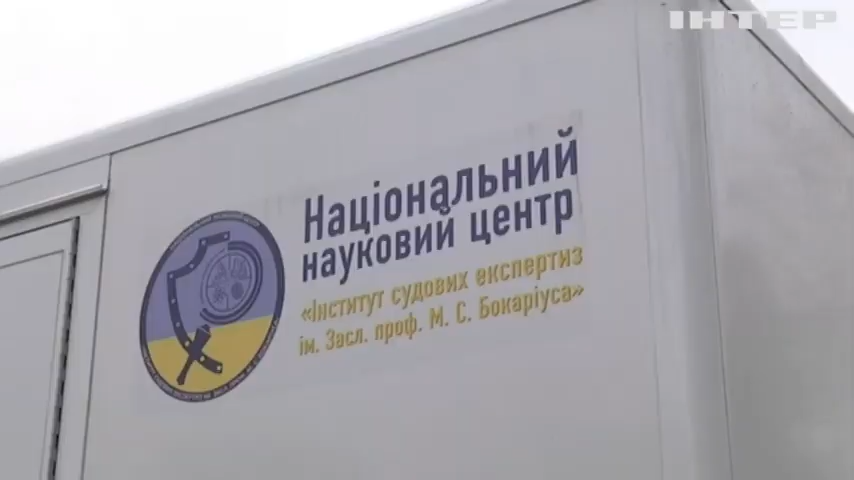 ІНТЕР
Національний
науковий центр
«Інститут судових експертиз
ім. Засл. проф. М. С. Бокаріуса»